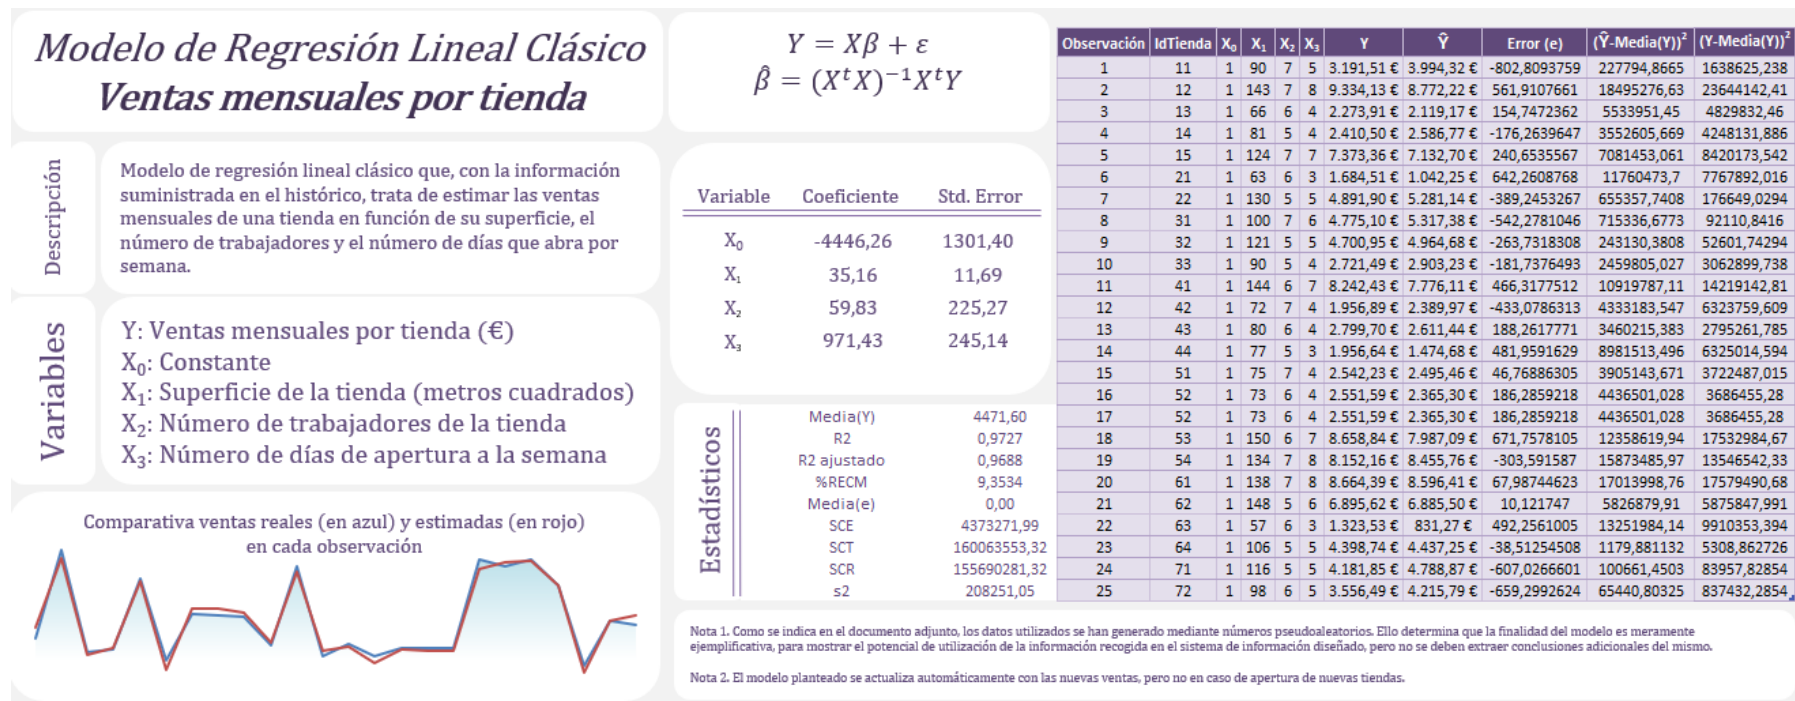 Modelo de Regresión Lineal Clásico
Ventas mensuales por tienda
Descripción
Modelo de regresión lineal clásico que, con la información
suministrada en el histórico, trata de estimar las ventas
mensuales de una tienda en función de su superficie, el
número de trabajadores y el número de días que abra por
semana.
Variables
Y: Ventas mensuales por tienda (€)
X₀: Constante
X₁: Superficie de la tienda (metros cuadrados)
X₂: Número de trabajadores de la tienda
X₃: Número de días de apertura a la semana
Comparativa ventas reales (en azul) y estimadas (en rojo)
en cada observación
Y = Xβ + ε
β̂ = (XᵗX)⁻¹XᵗY
Variable Coeficiente Std. Error
X₀ -4446,26 1301,40
X₁ 35,16 11,69
X₂ 59,83 225,27
X₃ 971,43 245,14
Estadísticos
Media(Y) 4471,60
R2 0,9727
R2 ajustado 0,9688
%RECM 9,3534
Media(e) 0,00
SCE 4373271,99
SCT 160063553,32
SCR 155690281,32
s2 208251,05
Observación IdTienda X₀ X₁ X₂ X₃ Y Ŷ Error (e) (Ŷ-Media(Y))² (Y-Media(Y))²
1 11 1 90 7 5 3.191,51 € 3.994,32 € -802,8093759 227794,8665 1638625,238
2 12 1 143 7 8 9.334,13 € 8.772,22 € 561,9107661 18495276,63 23644142,41
3 13 1 66 6 4 2.273,91 € 2.119,17 € 154,7472362 5533951,45 4829832,46
4 14 1 81 5 4 2.410,50 € 2.586,77 € -176,2639647 3552605,669 4248131,886
5 15 1 124 7 7 7.373,36 € 7.132,70 € 240,6535567 7081453,061 8420173,542
6 21 1 63 6 3 1.684,51 € 1.042,25 € 642,2608768 11760473,7 7767892,016
7 22 1 130 5 5 4.891,90 € 5.281,14 € -389,2453267 655357,7408 176649,0294
8 31 1 100 7 6 4.775,10 € 5.317,38 € -542,2781046 715336,6773 92110,8416
9 32 1 121 5 5 4.700,95 € 4.964,68 € -263,7318308 243130,3808 52601,74294
10 33 1 90 5 4 2.721,49 € 2.903,23 € -181,7376493 2459805,027 3062899,738
11 41 1 144 6 7 8.242,43 € 7.776,11 € 466,3177512 10919787,11 14219142,81
12 42 1 72 7 4 1.956,89 € 2.389,97 € -433,0786313 4333183,547 6323759,609
13 43 1 80 6 4 2.799,70 € 2.611,44 € 188,2617771 3460215,383 2795261,785
14 44 1 77 5 3 1.956,64 € 1.474,68 € 481,9591629 8981513,496 6325014,594
15 51 1 75 7 4 2.542,23 € 2.495,46 € 46,76886305 3905143,671 3722487,015
16 52 1 73 6 4 2.551,59 € 2.365,30 € 186,2859218 4436501,028 3686455,28
17 52 1 73 6 4 2.551,59 € 2.365,30 € 186,2859218 4436501,028 3686455,28
18 53 1 150 6 7 8.658,84 € 7.987,09 € 671,7578105 12358619,94 17532984,67
19 54 1 134 7 8 8.152,16 € 8.455,76 € -303,591587 15873485,97 13546542,33
20 61 1 138 7 8 8.664,39 € 8.596,41 € 67,98744623 17013998,76 17579490,68
21 62 1 148 5 6 6.895,62 € 6.885,50 € 10,121747 5826879,91 5875847,991
22 63 1 57 6 3 1.323,53 € 831,27 € 492,2561005 13251984,14 9910353,394
23 64 1 106 5 5 4.398,74 € 4.437,25 € -38,51254508 1179,881132 5308,862726
24 71 1 116 5 5 4.181,85 € 4.788,87 € -607,0266601 100661,4503 83957,82854
25 72 1 98 6 5 3.556,49 € 4.215,79 € -659,2992624 65440,80325 837432,2854
Nota 1. Como se indica en el documento adjunto, los datos utilizados se han generado mediante números pseudoaleatorios. Ello determina que la finalidad del modelo es meramente
ejemplificativa, para mostrar el potencial de utilización de la información recogida en el sistema de información diseñado, pero no se deben extraer conclusiones adicionales del mismo.
Nota 2. El modelo planteado se actualiza automáticamente con las nuevas ventas, pero no en caso de apertura de nuevas tiendas.